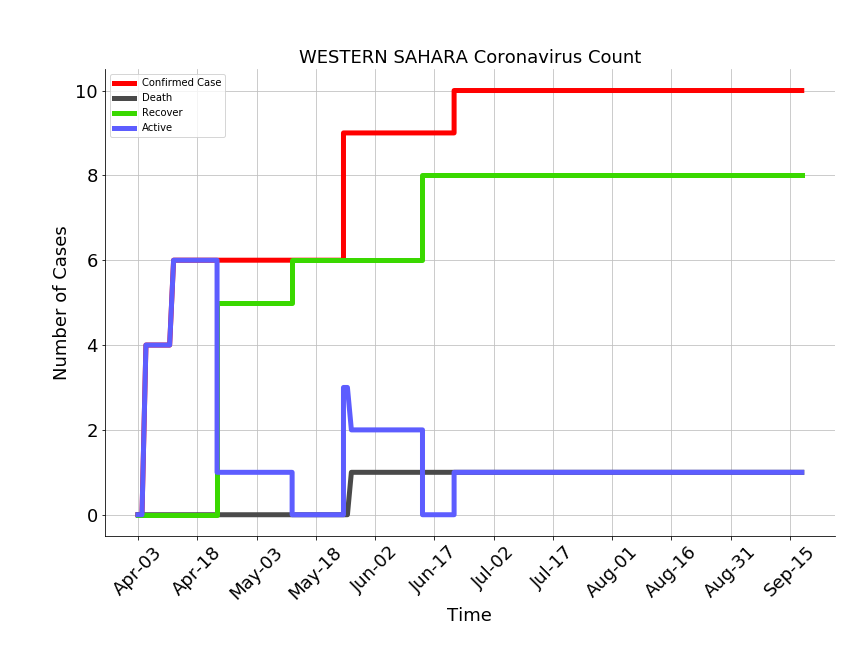 WESTERN SAHARA Coronavirus Count
Confirmed Case
Death
Recover
Active
Number of Cases
10
8
6
4
2
0
Apr-03
Apr-18
May-03
May-18
Jun-02
Jun-17
Jul-02
Jul-17
Aug-01
Aug-16
Aug-31
Sep-15
Time